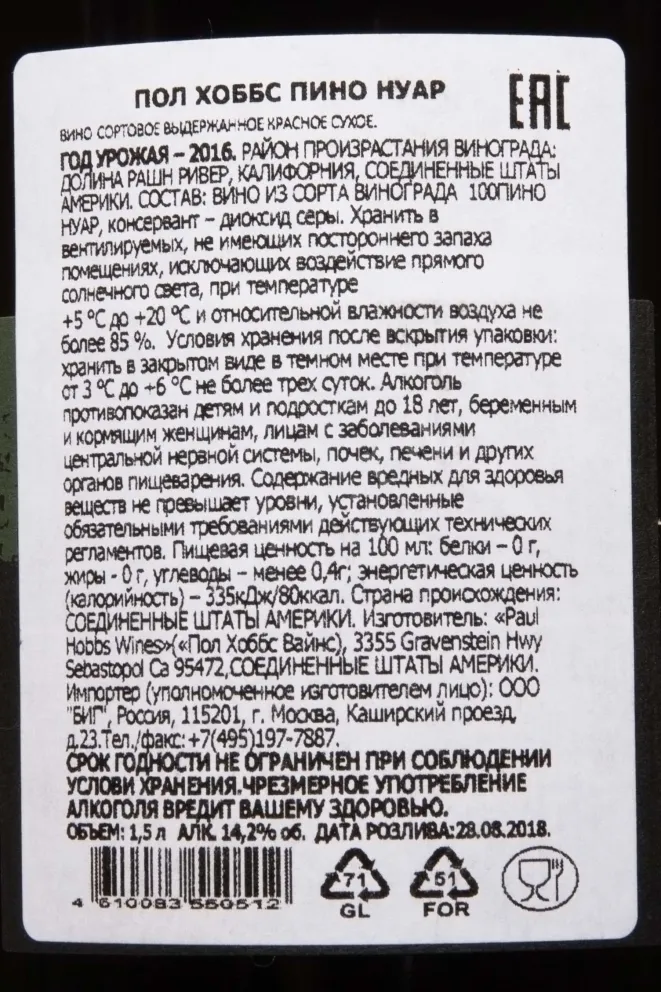 ПОЛ ХОББС ПИНО НУАР
EAC
ВИНО СОРТОВОЕ ВЫДЕРЖАННОЕ КРАСНОЕ СУХОЕ.
ГОД УРОЖАЯ – 2016. РАЙОН ПРОИЗРАСТАНИЯ ВИНОГРАДА:
ДОЛИНА РАШН РИВЕР, КАЛИФОРНИЯ, СОЕДИНЕННЫЕ ШТАТЫ
АМЕРИКИ. СОСТАВ: ВИНО ИЗ СОРТА ВИНОГРАДА 100ПИНО
НУАР, консервант – диоксид серы. Хранить в
вентилируемых, не имеющих постороннего запаха
помещениях, исключающих воздействие прямого
солнечного света, при температуре
+5 °С до +20 °С и относительной влажности воздуха не
более 85 %. Условия хранения после вскрытия упаковки:
хранить в закрытом виде в темном месте при температуре
от 3 °С до +6 °С не более трех суток. Алкоголь
противопоказан детям и подросткам до 18 лет, беременным
и кормящим женщинам, лицам с заболеваниями
центральной нервной системы, почек, печени и других
органов пищеварения. Содержание вредных для здоровья
веществ не превышает уровни, установленные
обязательными требованиями действующих технических
регламентов. Пищевая ценность на 100 мл: белки – 0 г,
жиры - 0 г, углеводы – менее 0,4г; энергетическая ценность
(калорийность) – 335кДж/80ккал. Страна происхождения:
СОЕДИНЕННЫЕ ШТАТЫ АМЕРИКИ. Изготовитель: «Paul
Hobbs Wines»(«Пол Хоббс Вайнс), 3355 Gravenstein Hwy
Sebastopol Ca 95472,СОЕДИНЕННЫЕ ШТАТЫ АМЕРИКИ.
Импортер (уполномоченное изготовителем лицо): ООО
"БИГ", Россия, 115201, г. Москва, Каширский проезд,
д.23.Тел./факс: +7(495)197-7887.
СРОК ГОДНОСТИ НЕ ОГРАНИЧЕН ПРИ СОБЛЮДЕНИИ
УСЛОВИ ХРАНЕНИЯ.ЧРЕЗМЕРНОЕ УПОТРЕБЛЕНИЕ
АЛКОГОЛЯ ВРЕДИТ ВАШЕМУ ЗДОРОВЬЮ.
ОБЪЕМ: 1,5 л АЛК. 14,2% об. ДАТА РОЗЛИВА:28.08.2018.
71 51
4 610083 550512 GL FOR